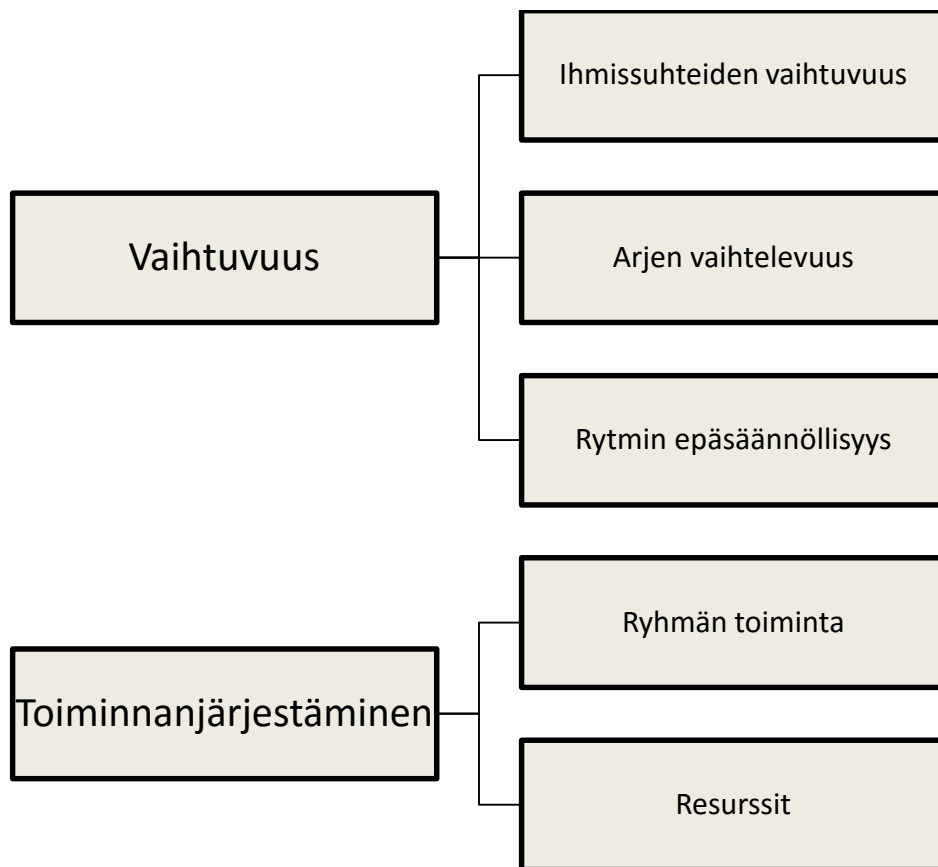 Vaihtuvuus
Ihmissuhteiden vaihtuvuus
Arjen vaihtelevuus
Rytmin epäsäännöllisyys
Toiminnanjärjestäminen
Ryhmän toiminta
Resurssit